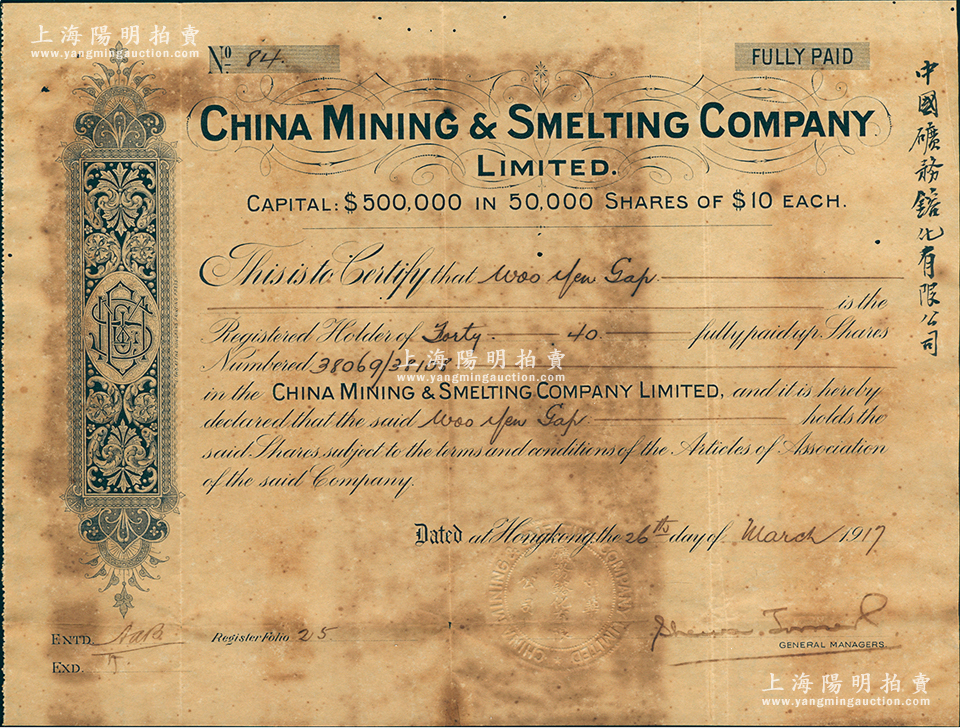 上海陽明拍賣
www.yangmingauction.com
No 84.
FULLY PAID
CHINA MINING & SMELTING COMPANY
LIMITED.
CAPITAL: $500,000 IN 50,000 SHARES OF $10 EACH.
中國礦務鎔化有限公司
This is to Certify that Woo Yen Gap
is the
Registered Holder of Forty 40 fully paid up Shares
Numbered 38069/38108
上海陽明拍賣
www.yangmingauction.com
in the CHINA MINING & SMELTING COMPANY LIMITED, and it is hereby
declared that the said Woo Yen Gap holds the
said Shares subject to the terms and conditions of the Articles of Association
of the said Company.
Dated at Hongkong, the 26th day of March 1917
ENTD.
Register Folio 25
GENERAL MANAGERS.
EXD.
上海陽明拍賣
www.yangmingauction.com